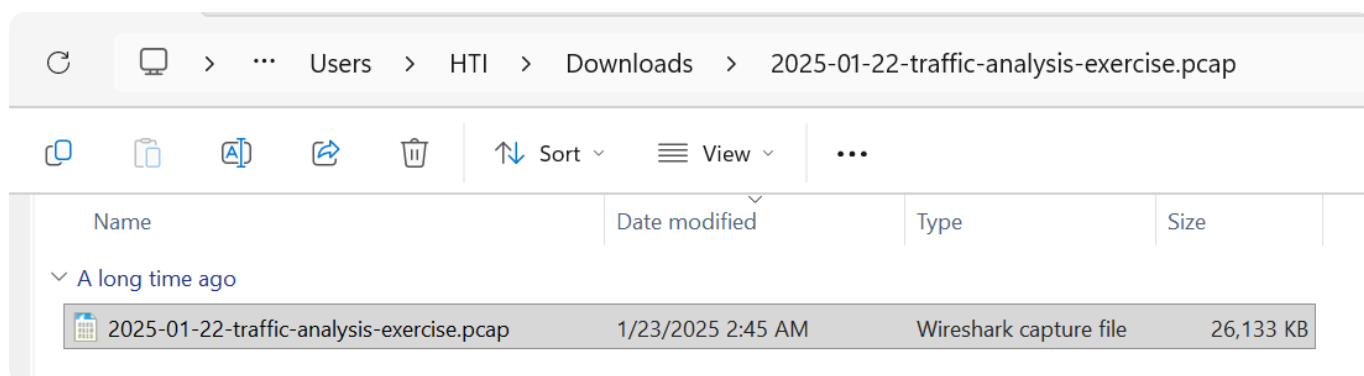 Users > HTI > Downloads > 2025-01-22-traffic-analysis-exercise.pcap
Sort View
Name Date modified Type Size
A long time ago
2025-01-22-traffic-analysis-exercise.pcap 1/23/2025 2:45 AM Wireshark capture file 26,133 KB